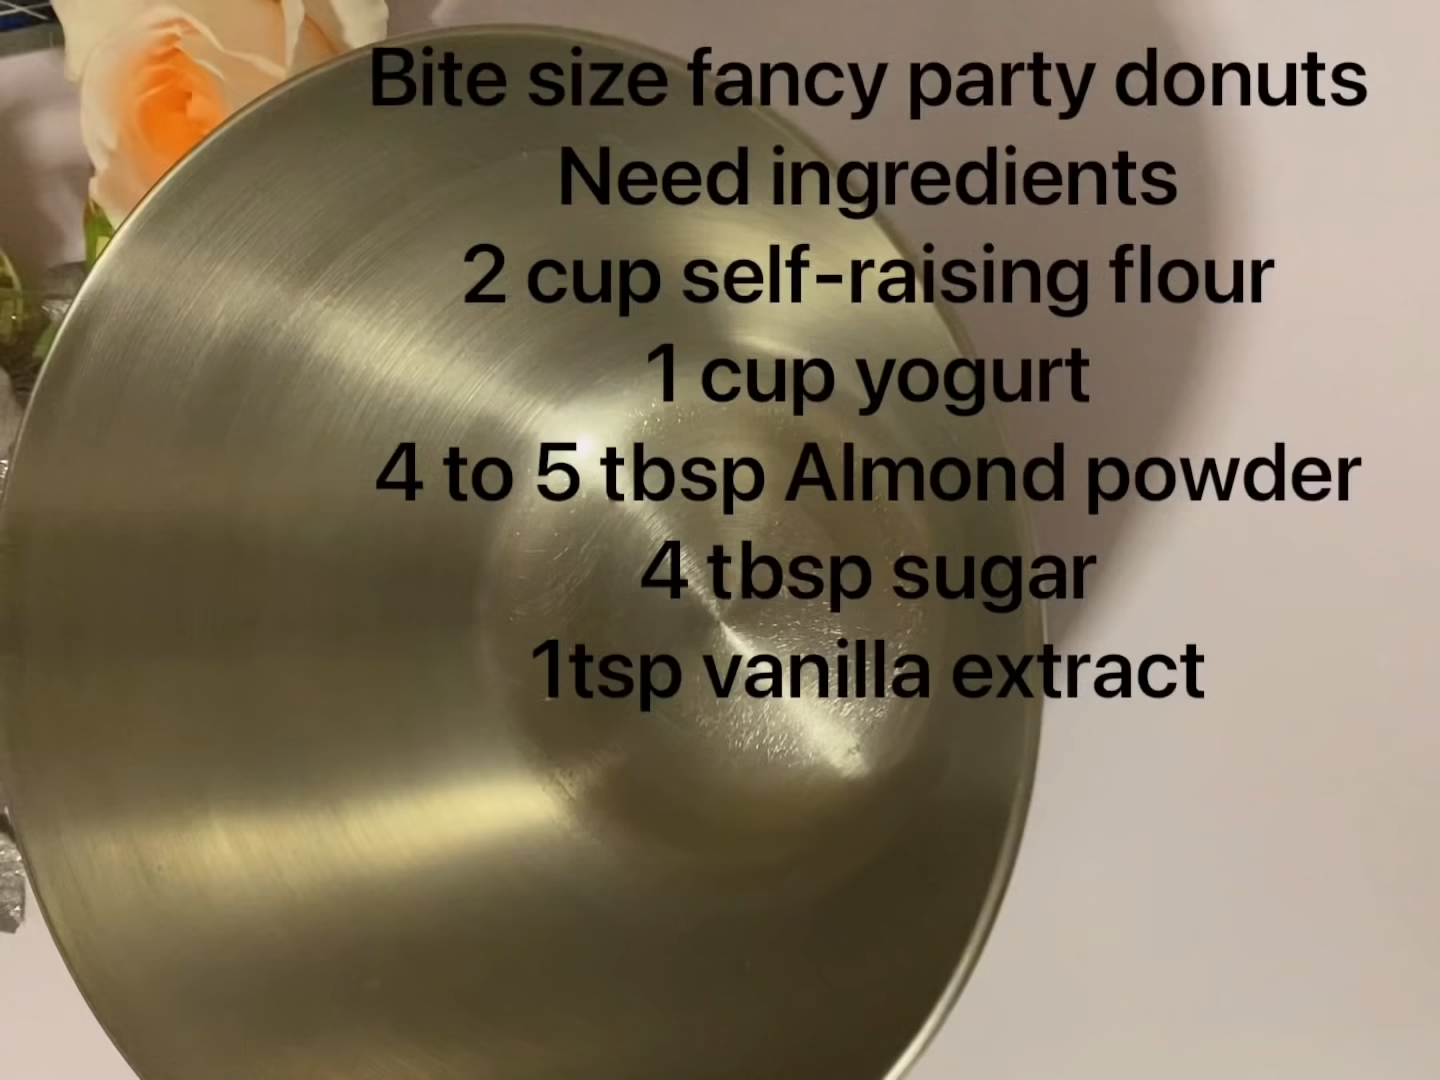 Bite size fancy party donuts
Need ingredients
2 cup self-raising flour
1 cup yogurt
4 to 5 tbsp Almond powder
4 tbsp sugar
1tsp vanilla extract